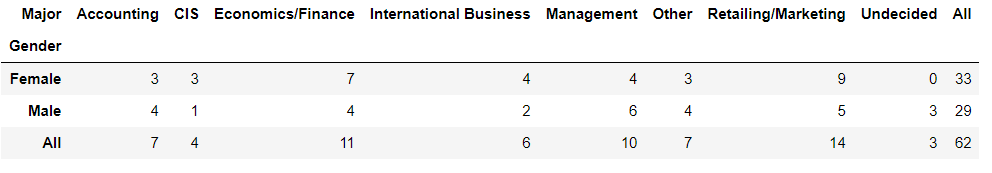 Major Accounting CIS Economics/Finance International Business Management Other Retailing/Marketing Undecided All
Gender
Female 3 3 7 4 4 3 9 0 33
Male 4 1 4 2 6 4 5 3 29
All 7 4 11 6 10 7 14 3 62